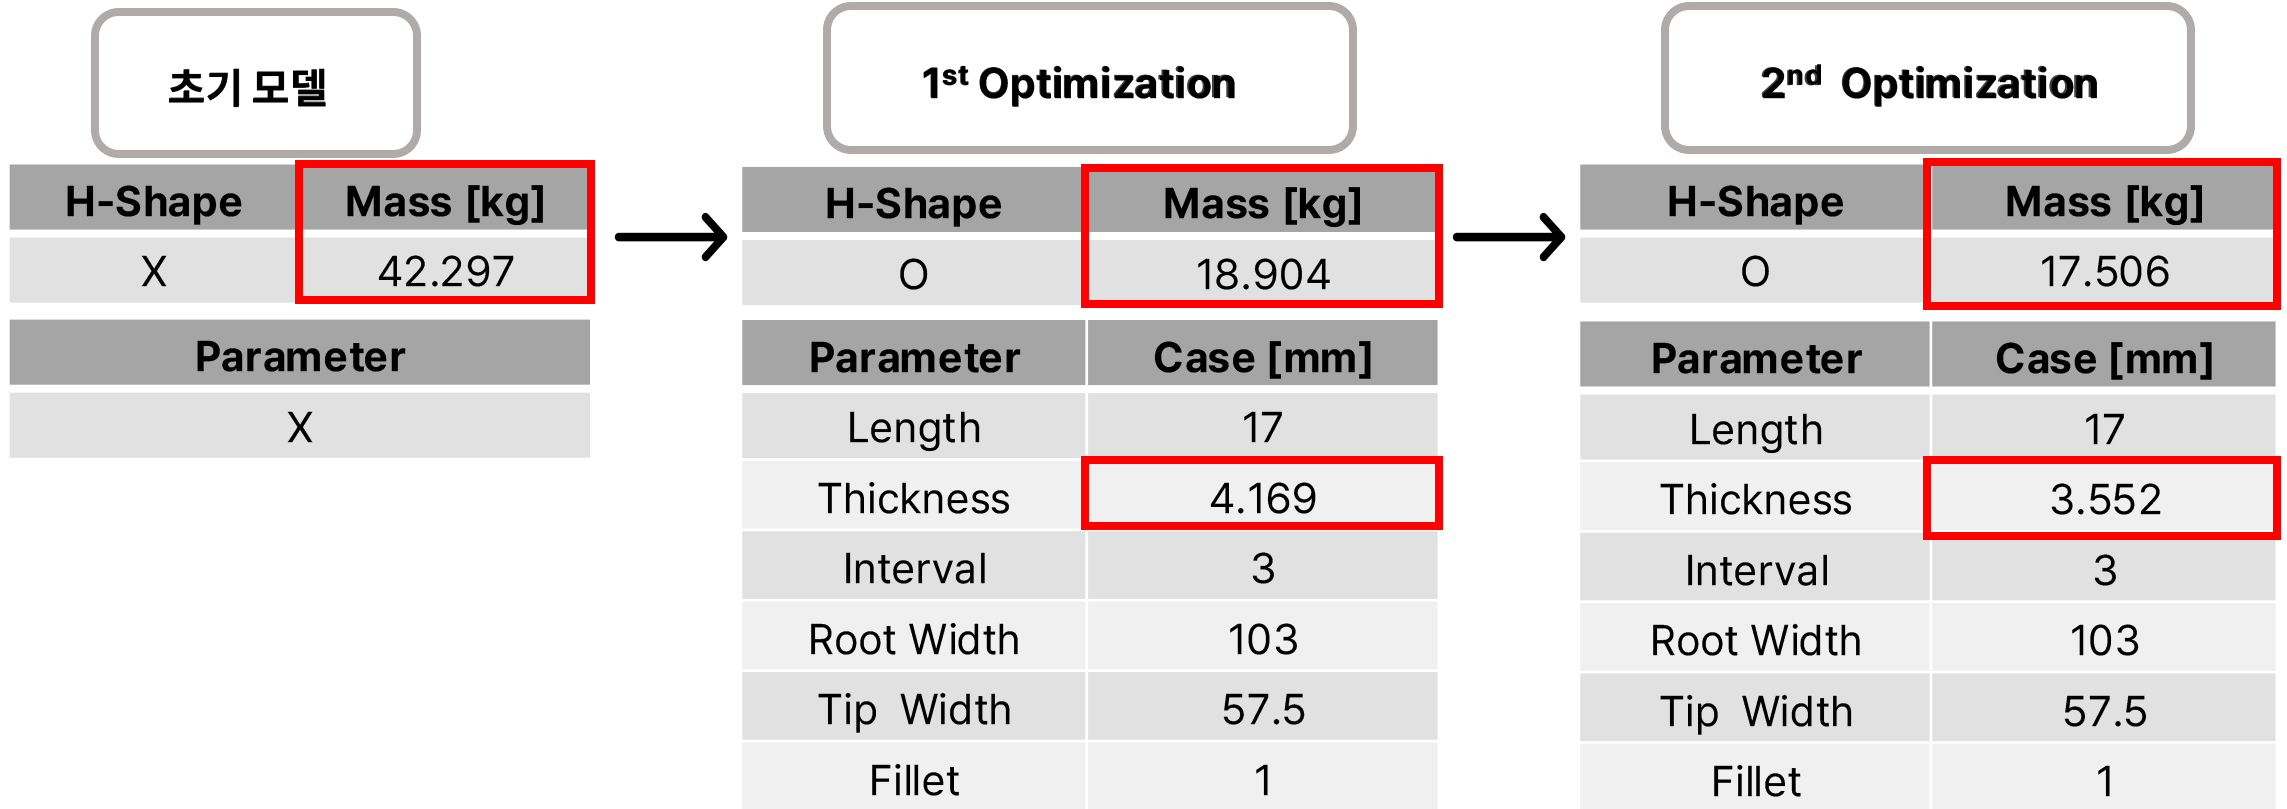 초기 모델
H-Shape Mass [kg]
X 42.297
Parameter
X
1st Optimization
H-Shape Mass [kg]
O 18.904
Parameter Case [mm]
Length 17
Thickness 4.169
Interval 3
Root Width 103
Tip Width 57.5
Fillet 1
2nd Optimization
H-Shape Mass [kg]
O 17.506
Parameter Case [mm]
Length 17
Thickness 3.552
Interval 3
Root Width 103
Tip Width 57.5
Fillet 1